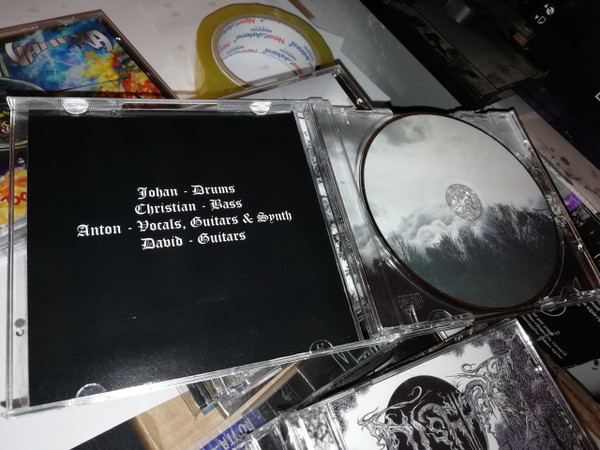 Johan - Drums
Christian - Bass
Anton - Vocals, Guitars & Synth
David - Guitars